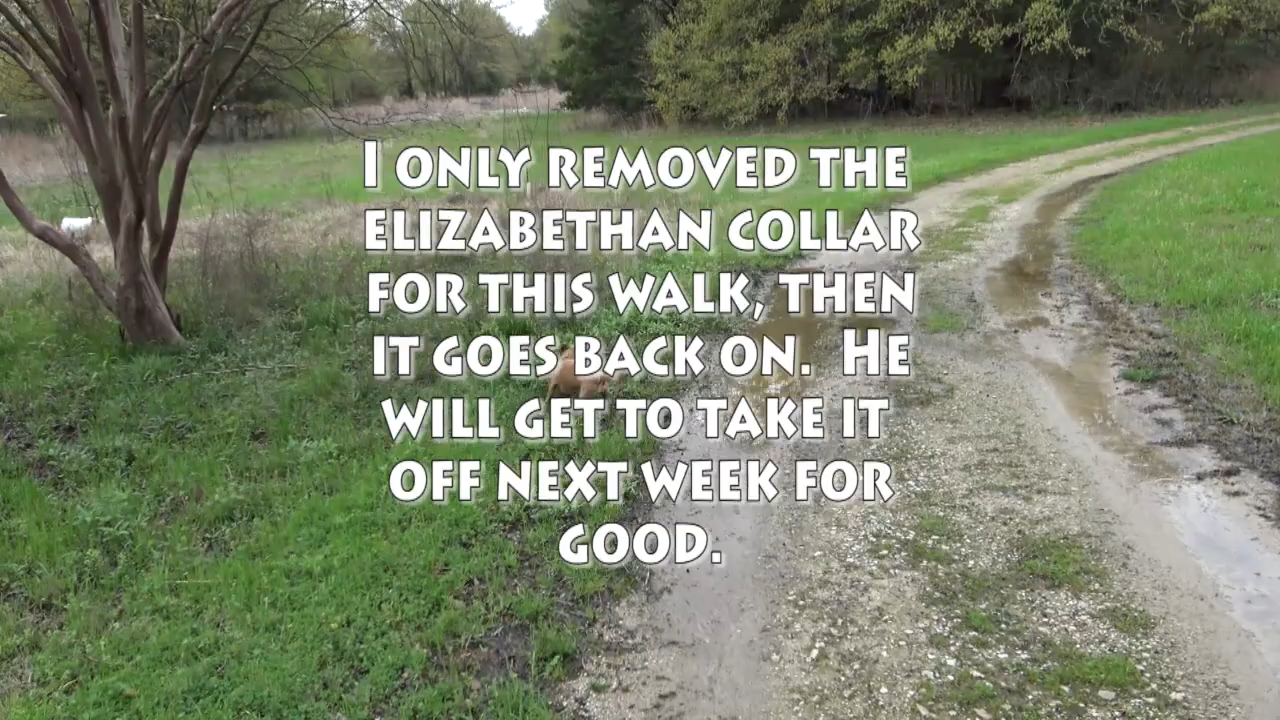 I ONLY REMOVED THE
ELIZABETHAN COLLAR
FOR THIS WALK, THEN
IT GOES BACK ON.  HE
WILL GET TO TAKE IT
OFF NEXT WEEK FOR
GOOD.